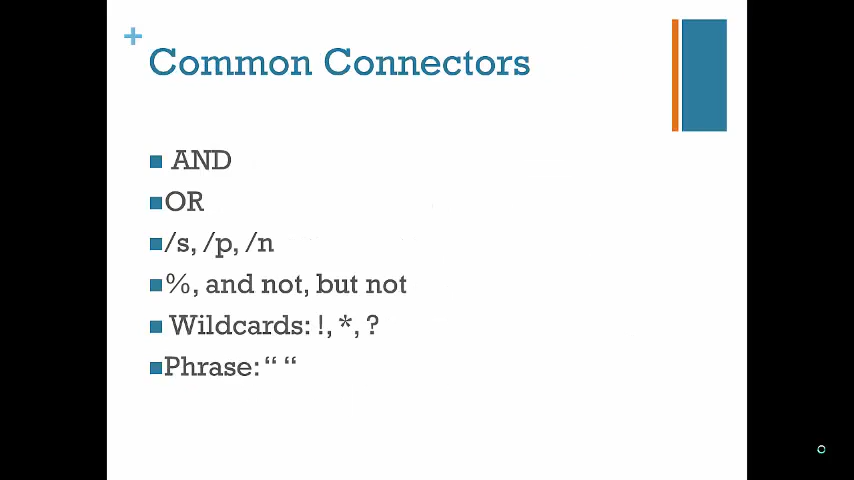 +
Common Connectors
AND
OR
/s, /p, /n
%, and not, but not
Wildcards: !, *, ?
Phrase: “ “